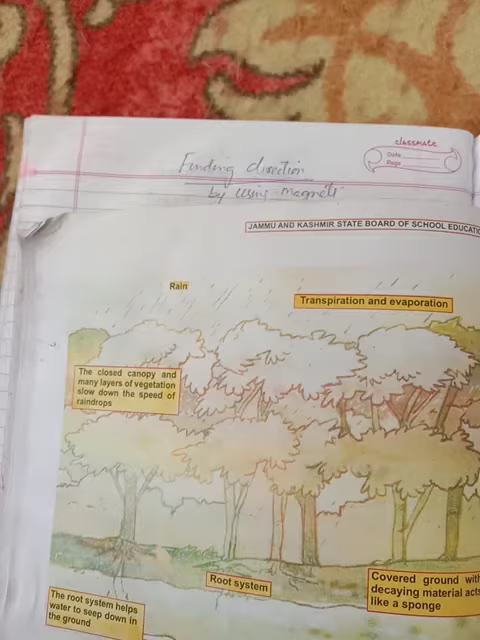 classmate
Date
Page
Finding direction
by using magnets
JAMMU AND KASHMIR STATE BOARD OF SCHOOL EDUCATIO
Rain
Transpiration and evaporation
The closed canopy and
many layers of vegetation
slow down the speed of
raindrops
Root system
Covered ground with
decaying material acts
like a sponge
The root system helps
water to seep down in
the ground